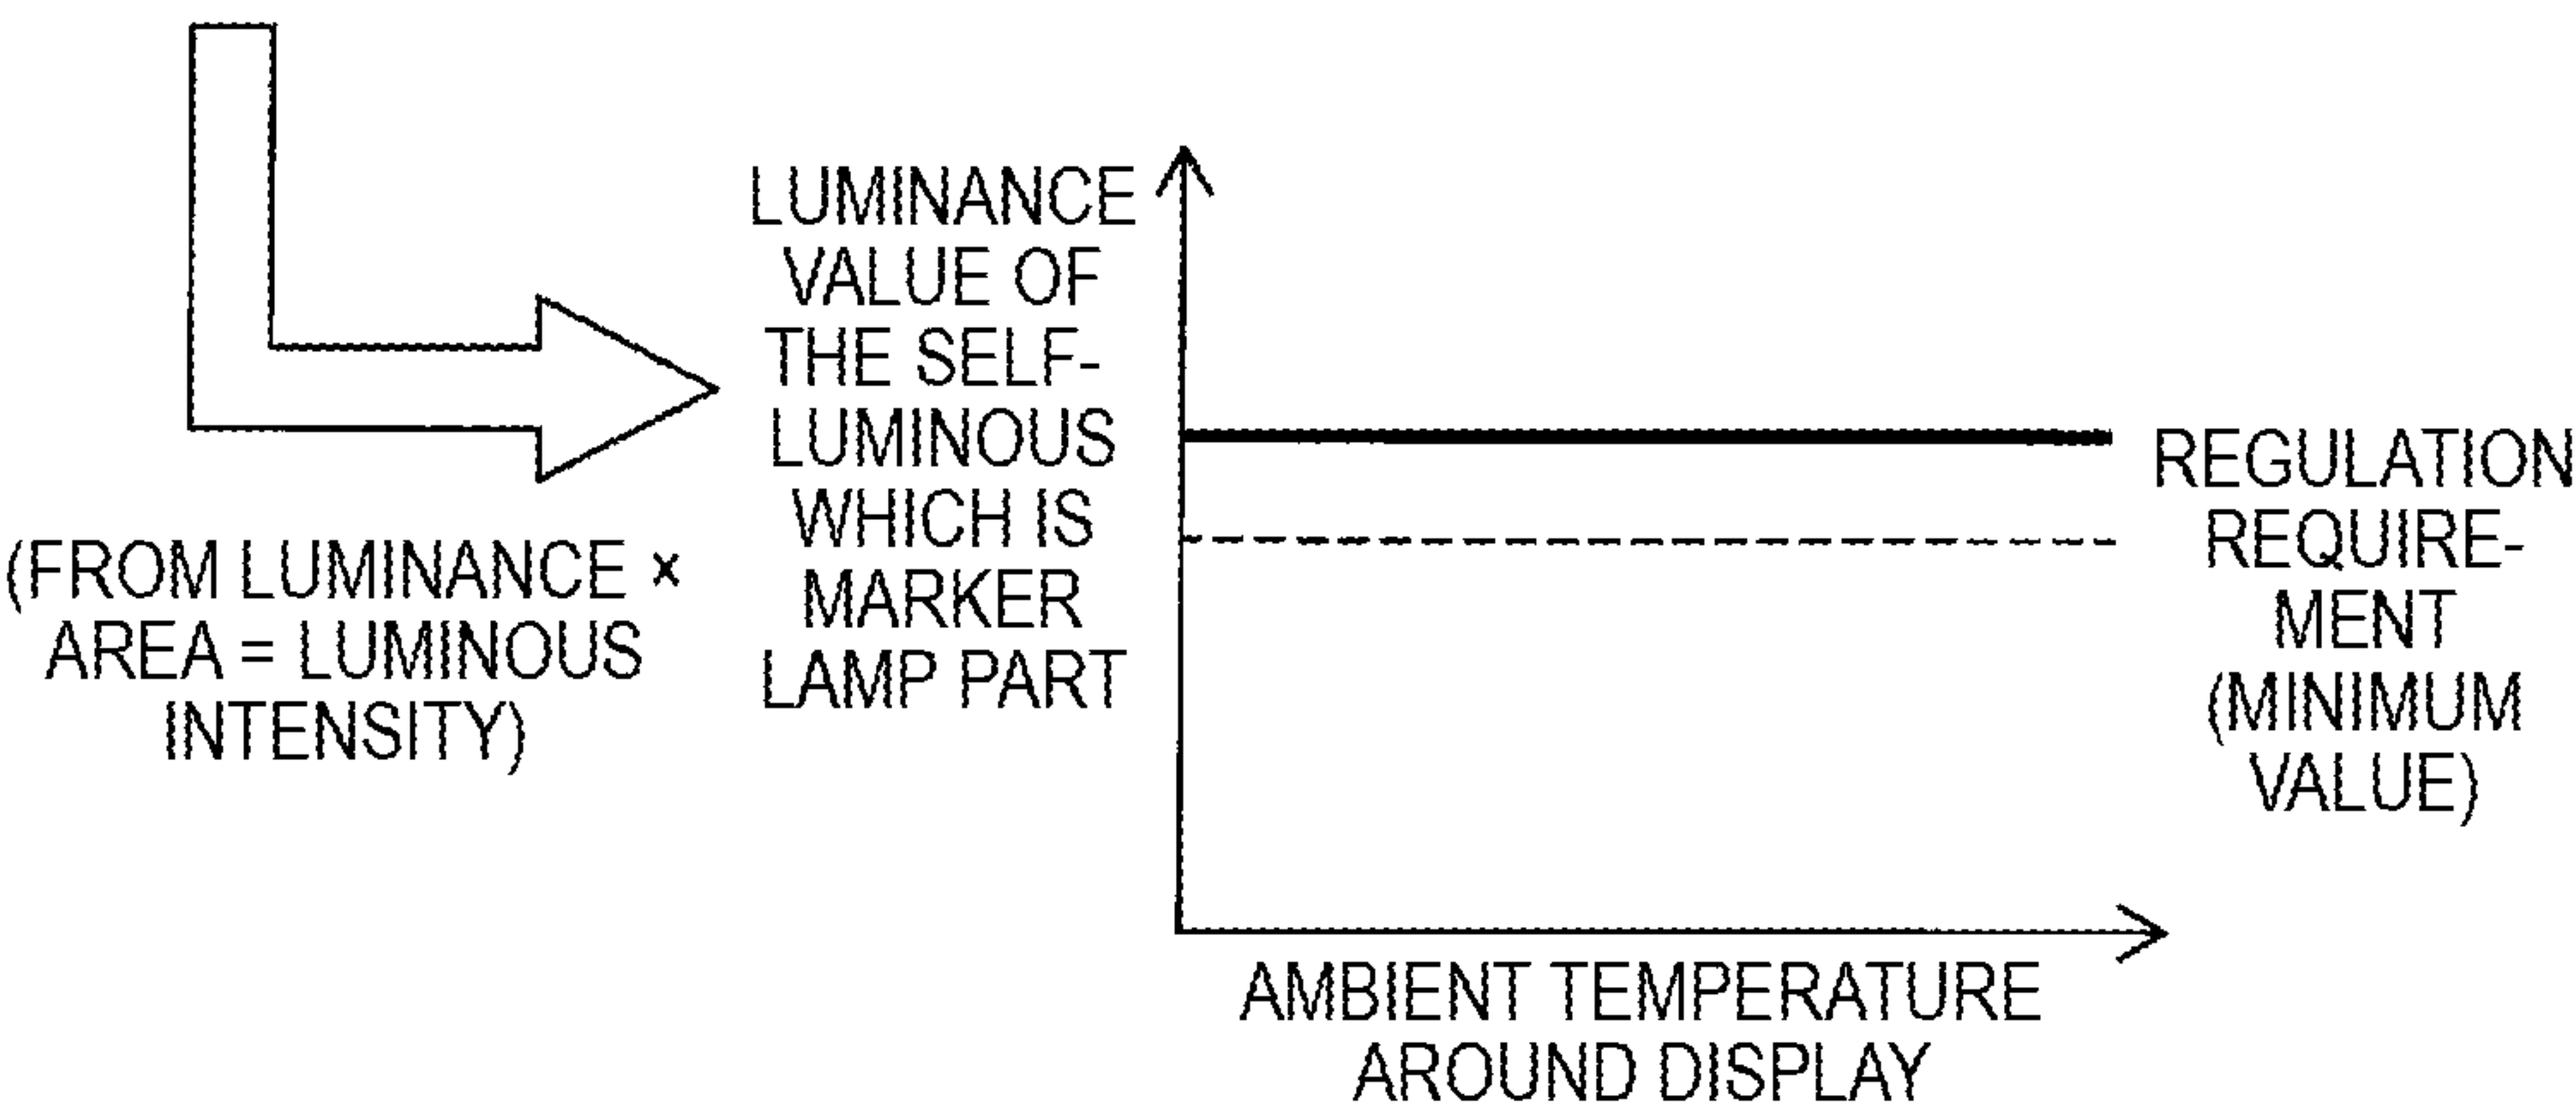 (FROM LUMINANCE ×
AREA = LUMINOUS
INTENSITY)
LUMINANCE
VALUE OF
THE SELF-
LUMINOUS
WHICH IS
MARKER
LAMP PART
REGULATION
REQUIRE-
MENT
(MINIMUM
VALUE)
AMBIENT TEMPERATURE
AROUND DISPLAY